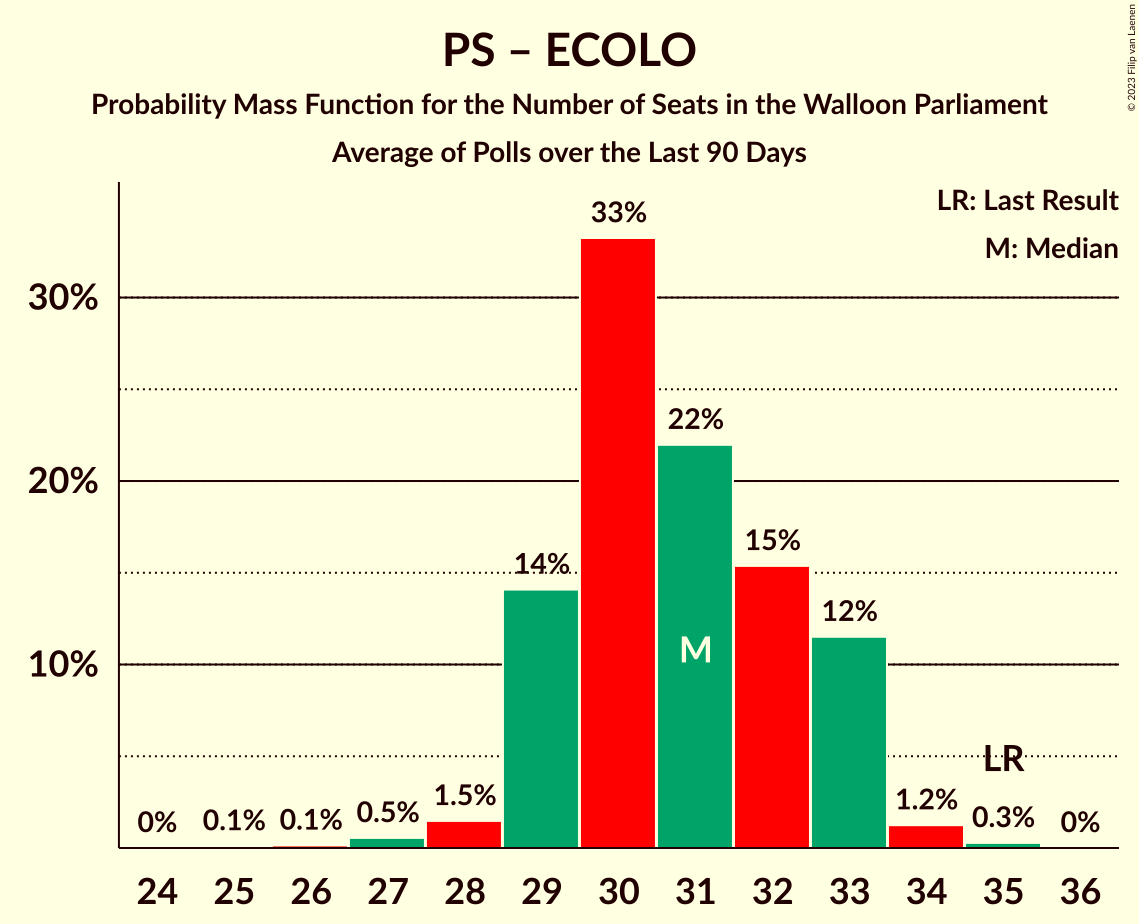 PS – ECOLO
Probability Mass Function for the Number of Seats in the Walloon Parliament
Average of Polls over the Last 90 Days
© 2023 Filip van Laenen
LR: Last Result
M: Median
30%
20%
10%
0%
0.1%
0.1%
0.5%
1.5%
14%
33%
22%
15%
12%
1.2%
0.3%
0%
M
LR
24 25 26 27 28 29 30 31 32 33 34 35 36